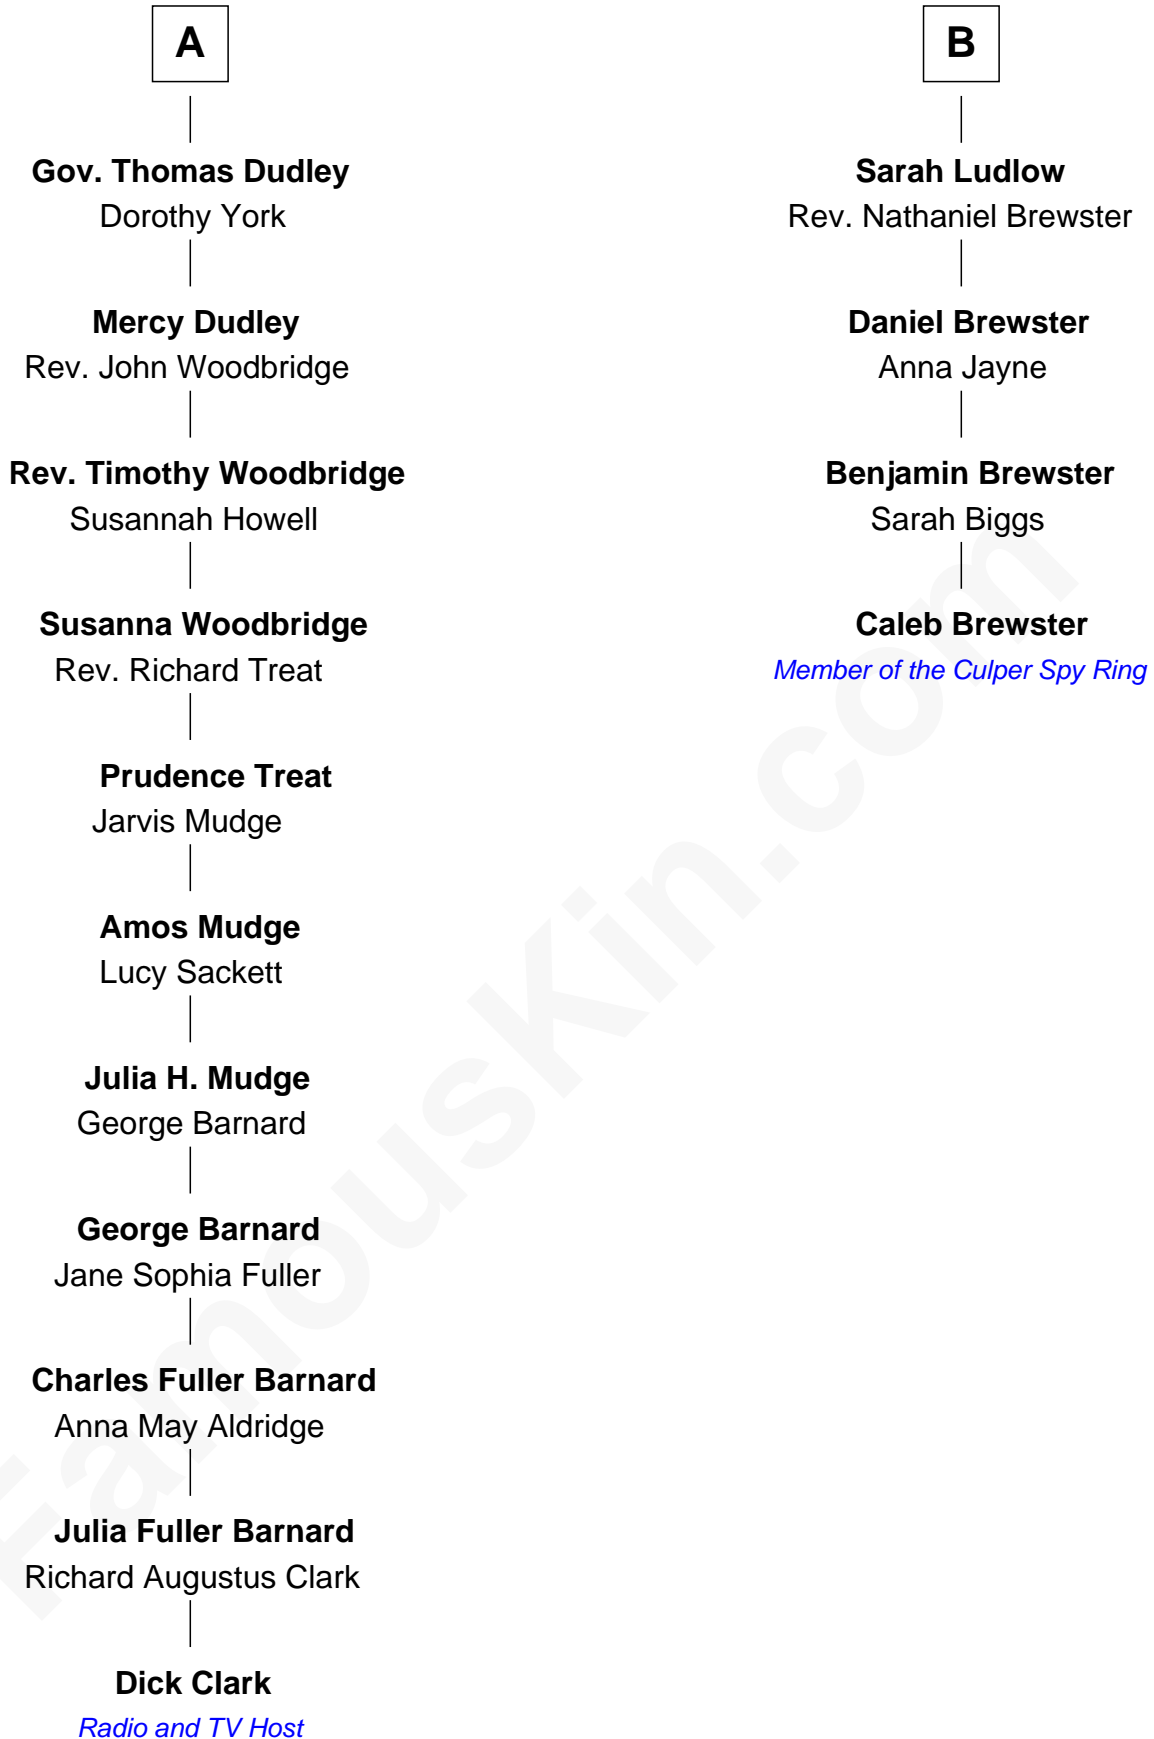 A
Gov. Thomas Dudley
Dorothy York
Mercy Dudley
Rev. John Woodbridge
Rev. Timothy Woodbridge
Susannah Howell
Susanna Woodbridge
Rev. Richard Treat
Prudence Treat
Jarvis Mudge
Amos Mudge
Lucy Sackett
Julia H. Mudge
George Barnard
George Barnard
Jane Sophia Fuller
Charles Fuller Barnard
Anna May Aldridge
Julia Fuller Barnard
Richard Augustus Clark
Dick Clark
Radio and TV Host
B
Sarah Ludlow
Rev. Nathaniel Brewster
Daniel Brewster
Anna Jayne
Benjamin Brewster
Sarah Biggs
Caleb Brewster
Member of the Culper Spy Ring
FamousKin.com